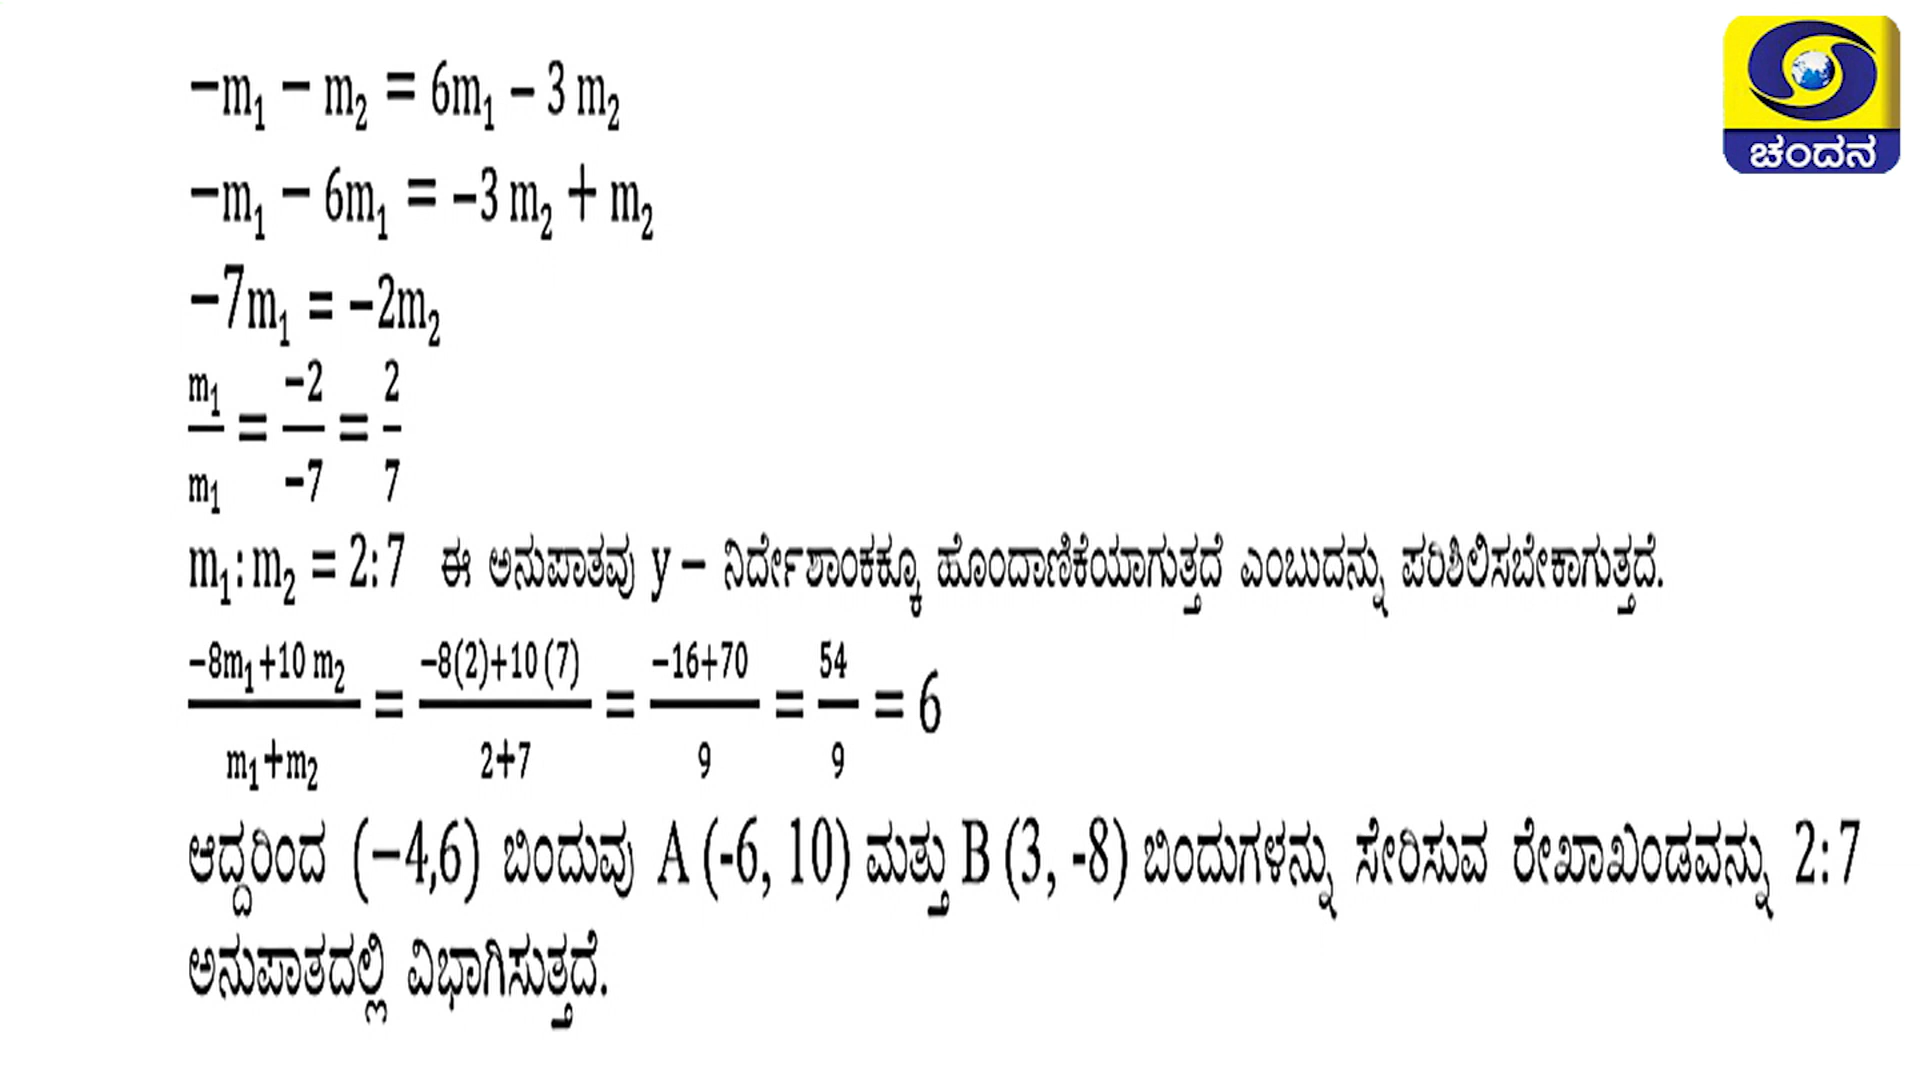 −m₁ − m₂ = 6m₁ − 3 m₂
ಚಂದನ
−m₁ − 6m₁ = −3 m₂ + m₂
−7m₁ = −2m₂
m₁/m₁ = −2/−7 = 2/7
m₁:m₂ = 2:7 ಈ ಅನುಪಾತವು y − ನಿರ್ದೇಶಾಂಕಕ್ಕೂ ಹೊಂದಾಣಿಕೆಯಾಗುತ್ತದೆ ಎಂಬುದನ್ನು ಪರಿಶಿಲಿಸಬೇಕಾಗುತ್ತದೆ.
−8m₁+10 m₂/m₁+m₂ = −8(2)+10 (7)/2+7 = −16+70/9 = 54/9 = 6
ಆದ್ದರಿಂದ (−4,6) ಬಿಂದುವು A (-6, 10) ಮತ್ತು B (3, -8) ಬಿಂದುಗಳನ್ನು ಸೇರಿಸುವ ರೇಖಾಖಂಡವನ್ನು 2:7
ಅನುಪಾತದಲ್ಲಿ ವಿಭಾಗಿಸುತ್ತದೆ.